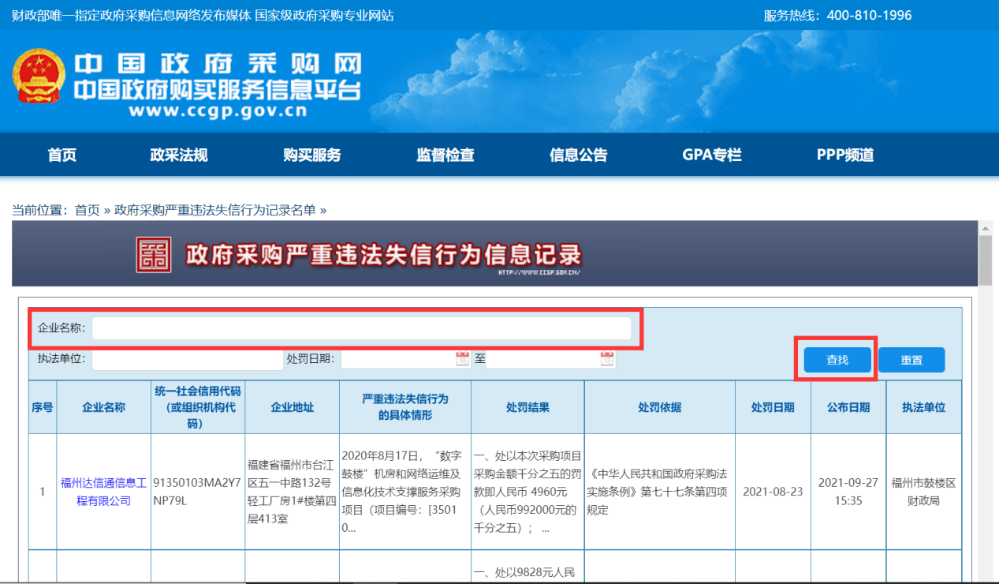 财政部唯一指定政府采购信息网络发布媒体 国家级政府采购专业网站
服务热线：400-810-1996
中国政府采购网
中国政府购买服务信息平台
www.ccgp.gov.cn
首页 政采法规 购买服务 监督检查 信息公告 GPA专栏 PPP频道
当前位置：首页 » 政府采购严重违法失信行为记录名单 »
政府采购严重违法失信行为信息记录
HTTP://WWW.CCGP.GOV.CN/
企业名称：
执法单位： 处罚日期： 至
查找 重置
序号
企业名称
统一社会信用代码
（或组织机构代
码）
企业地址
严重违法失信行为
的具体情形
处罚结果
处罚依据
处罚日期
公布日期
执法单位
1
福州达信通信息工
程有限公司
91350103MA2Y7
NP79L
福建省福州市台江
区五一中路132号
轻工厂房1#楼第四
层413室
2020年8月17日，“数字
鼓楼”机房和网络运维及
信息化技术支撑服务采购
项目（项目编号：[3501
0...
一、处以本次采购项目
采购金额千分之五的罚
款即人民币 4960元
（人民币992000元的
千分之五）； ...
《中华人民共和国政府采购法
实施条例》第七十七条第四项
规定
2021-08-23
2021-09-27
15:35
福州市鼓楼区
财政局
一、处以9828元人民